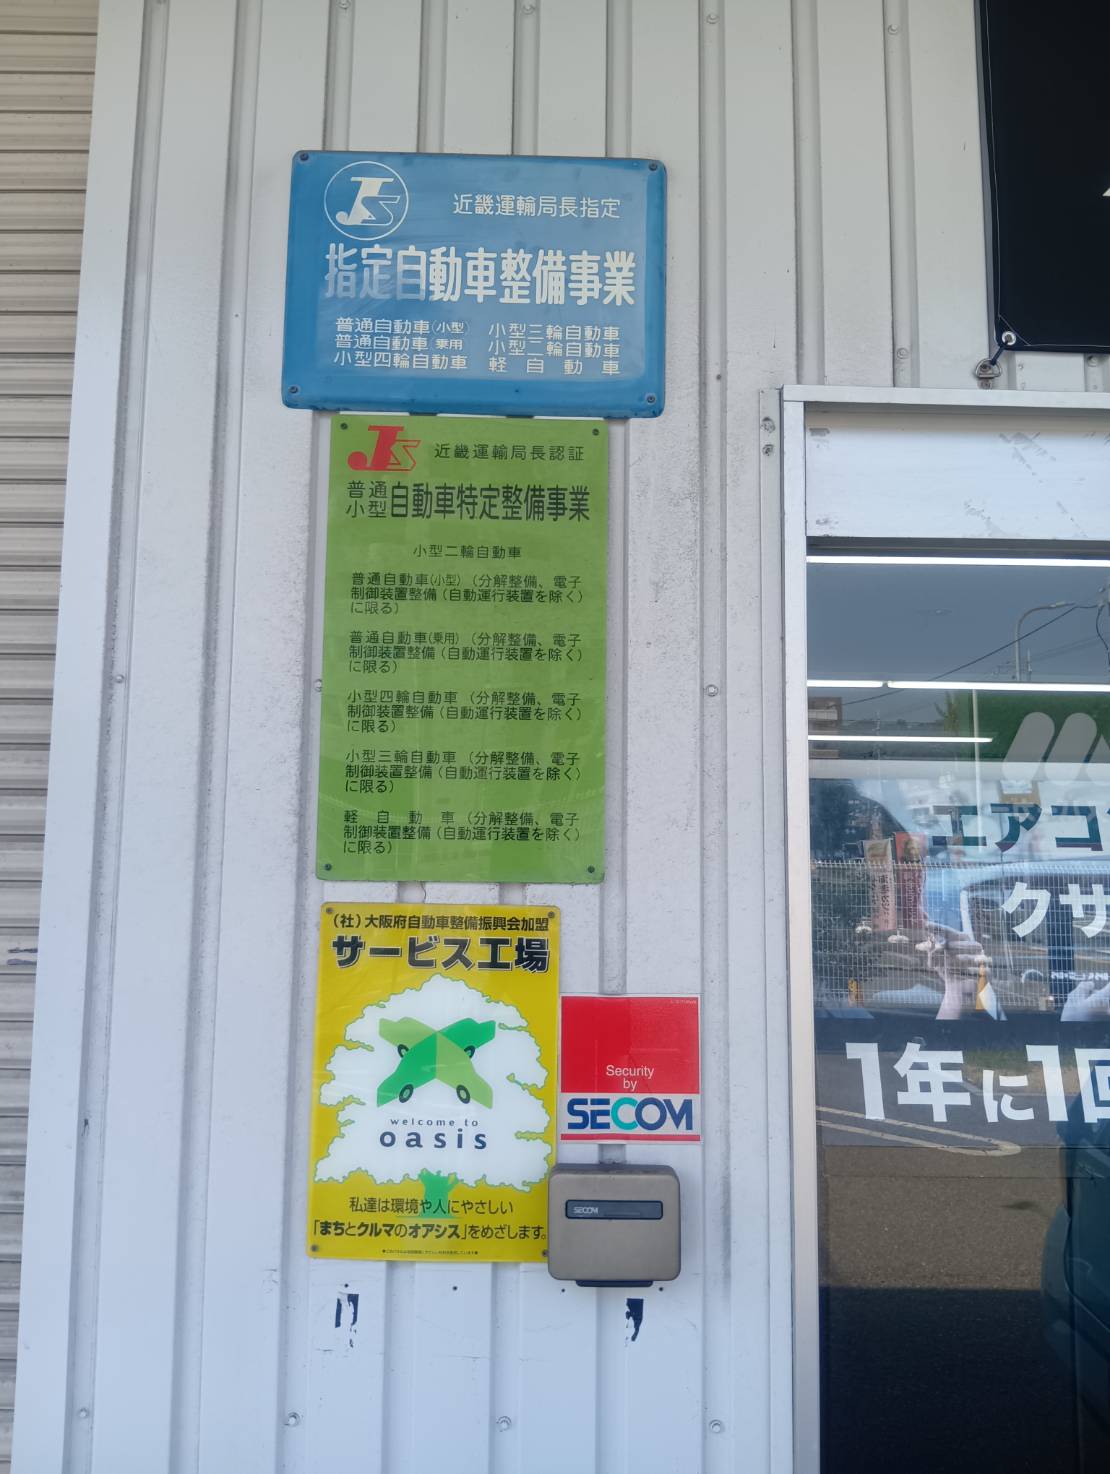 JS 近畿運輸局長指定
指定自動車整備事業
普通自動車(小型) 小型三輪自動車
普通自動車(乗用 小型二輪自動車
小型四輪自動車 軽自動車
JS 近畿運輸局長認証
普通小型自動車特定整備事業
小型二輪自動車
普通自動車(小型)(分解整備、電子
制御装置整備(自動運行装置を除く)
に限る)
普通自動車(乗用)(分解整備、電子
制御装置整備(自動運行装置を除く)
に限る)
小型四輪自動車(分解整備、電子
制御装置整備(自動運行装置を除く)
に限る)
小型三輪自動車(分解整備、電子
制御装置整備(自動運行装置を除く)
に限る)
軽自動車(分解整備、電子
制御装置整備(自動運行装置を除く)
に限る)
(社)大阪府自動車整備振興会加盟
サービス工場
welcome to
oasis
私達は環境や人にやさしい
「まちとクルマのオアシス」をめざします。
Security
by
SECOM
SECOM
エアコ
クサ
1年に1回